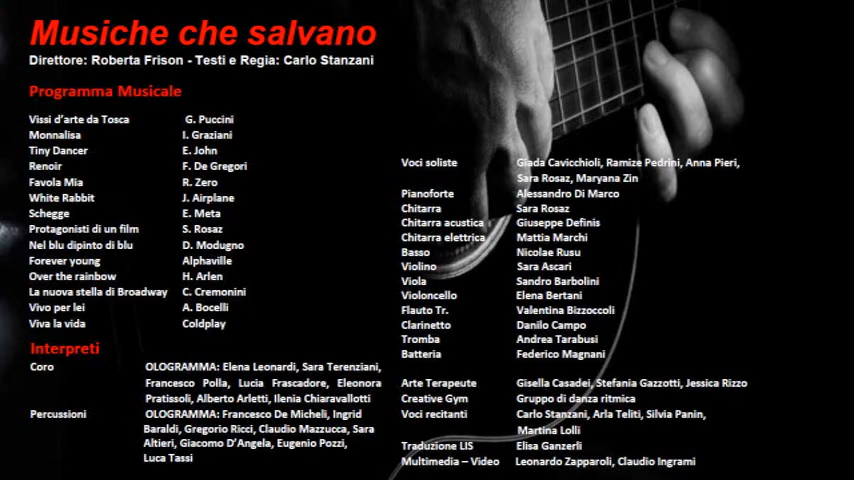 Musiche che salvano
Direttore: Roberta Frison - Testi e Regia: Carlo Stanzani
Programma Musicale
Vissi d'arte da Tosca G. Puccini
Monnalisa I. Graziani
Tiny Dancer E. John
Renoir F. De Gregori
Favola Mia R. Zero
White Rabbit J. Airplane
Schegge E. Meta
Protagonisti di un film S. Rosaz
Nel blu dipinto di blu D. Modugno
Forever young Alphaville
Over the rainbow H. Arlen
La nuova stella di Broadway C. Cremonini
Vivo per lei A. Bocelli
Viva la vida Coldplay
Interpreti
Coro OLOGRAMMA: Elena Leonardi, Sara Terenziani,
Francesco Polla, Lucia Frascadore, Eleonora
Pratissoli, Alberto Arletti, Ilenia Chiaravallotti
Percussioni OLOGRAMMA: Francesco De Micheli, Ingrid
Baraldi, Gregorio Ricci, Claudio Mazzucca, Sara
Altieri, Giacomo D'Angela, Eugenio Pozzi,
Luca Tassi
Voci soliste Giada Cavicchioli, Ramize Pedrini, Anna Pieri,
Sara Rosaz, Maryana Zin
Pianoforte Alessandro Di Marco
Chitarra Sara Rosaz
Chitarra acustica Giuseppe Definis
Chitarra elettrica Mattia Marchi
Basso Nicolae Rusu
Violino Sara Ascari
Viola Sandro Barbolini
Violoncello Elena Bertani
Flauto Tr. Valentina Bizzoccoli
Clarinetto Danilo Campo
Tromba Andrea Tarabusi
Batteria Federico Magnani
Arte Terapeute Gisella Casadei, Stefania Gazzotti, Jessica Rizzo
Creative Gym Gruppo di danza ritmica
Voci recitanti Carlo Stanzani, Arla Teliti, Silvia Panin,
Martina Lolli
Traduzione LIS Elisa Ganzerli
Multimedia – Video Leonardo Zapparoli, Claudio Ingrami